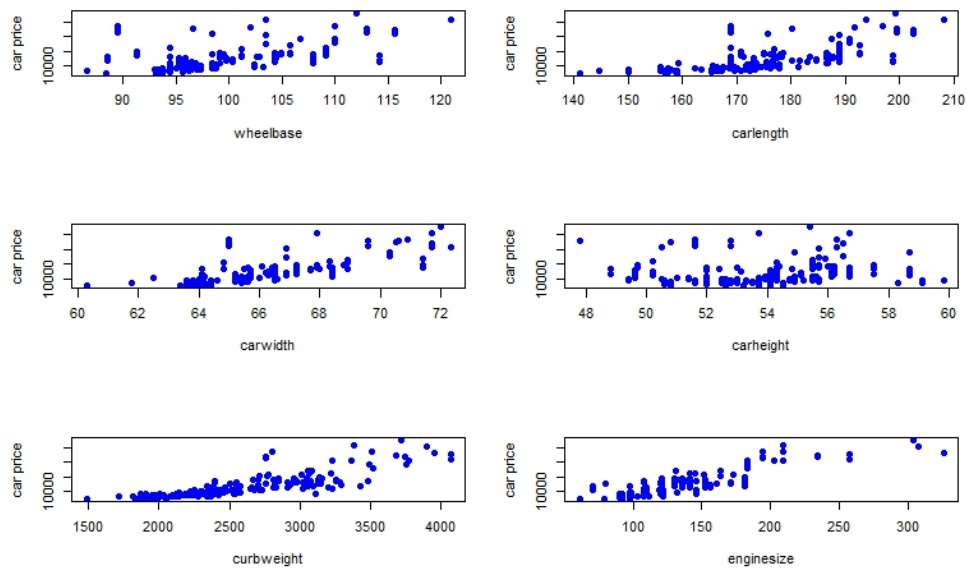 car price
10000
90 95 100 105 110 115 120
wheelbase
car price
10000
140 150 160 170 180 190 200 210
carlength
car price
10000
60 62 64 66 68 70 72
carwidth
car price
10000
48 50 52 54 56 58 60
carheight
car price
10000
1500 2000 2500 3000 3500 4000
curbweight
car price
10000
100 150 200 250 300
enginesize